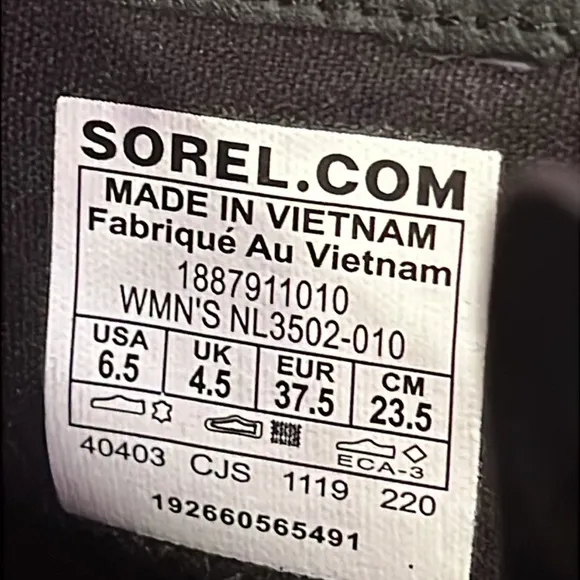 SOREL.COM
MADE IN VIETNAM
Fabriqué Au Vietnam
1887911010
WMN'S NL3502-010
USA UK EUR CM
6.5 4.5 37.5 23.5
ECA-3
40403 CJS 1119 220
192660565491